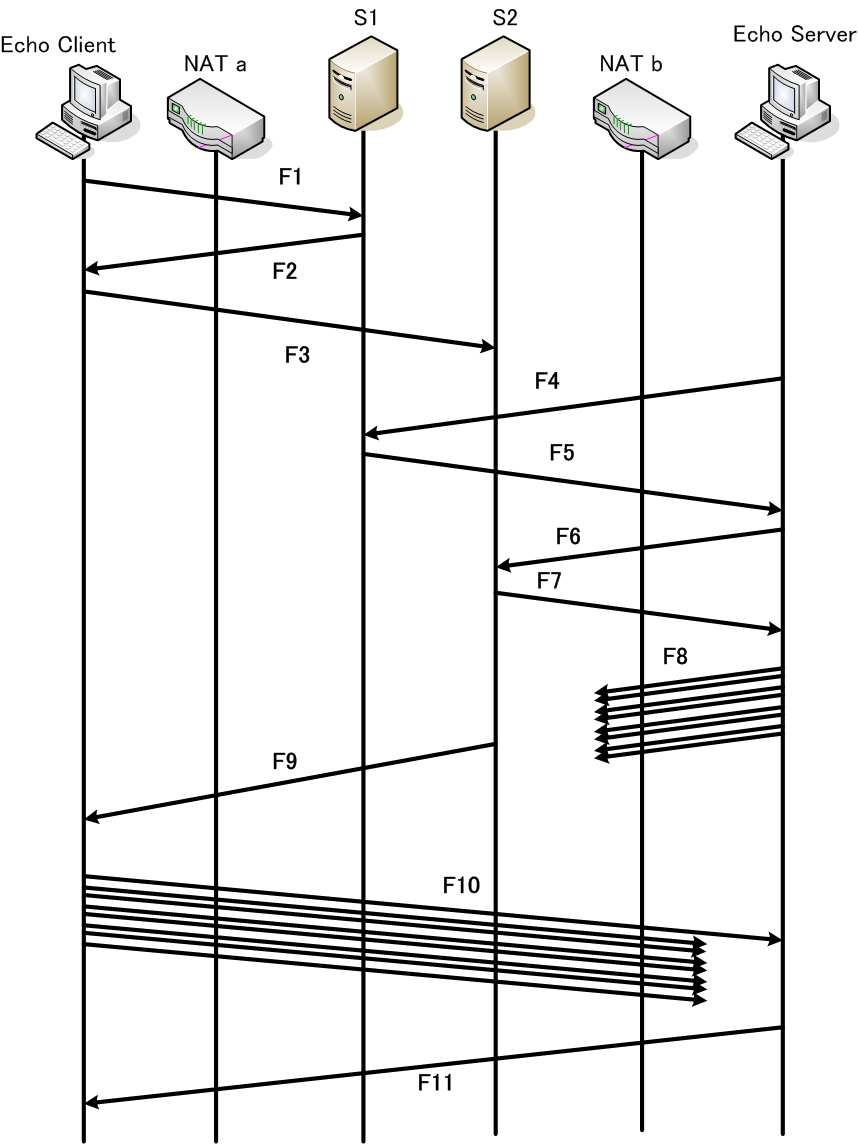 S1
S2
Echo Client
Echo Server
NAT a
NAT b
F1
F2
F3
F4
F5
F6
F7
F8
F9
F10
F11